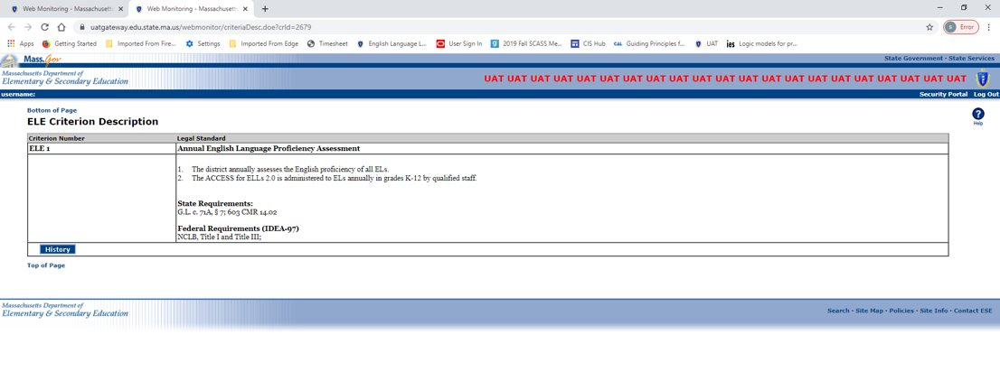 Web Monitoring - Massachusetts
Web Monitoring - Massachusetts
uatgateway.edu.state.ma.us/webmonitor/criteriaDesc.doe?crId=2679
s Error
Apps Getting Started Imported From Fire... Settings Imported From Edge Timesheet English Language L... User Sign In 2019 Fall SCASS Me... CIS Hub CAL Guiding Principles f... UAT ies Logic models for pr...
Mass.Gov
State Government · State Services
Massachusetts Department of
Elementary & Secondary Education
UAT UAT UAT UAT UAT UAT UAT UAT UAT UAT UAT UAT UAT UAT UAT UAT UAT UAT UAT UAT UAT
username:
Security Portal Log Out
Bottom of Page
ELE Criterion Description
Help
Criterion Number Legal Standard
ELE 1 Annual English Language Proficiency Assessment
1. The district annually assesses the English proficiency of all ELs.
2. The ACCESS for ELLs 2.0 is administered to ELs annually in grades K-12 by qualified staff.
State Requirements:
G.L. c. 71A, § 7; 603 CMR 14.02
Federal Requirements (IDEA-97)
NCLB, Title I and Title III;
History
Top of Page
Massachusetts Department of
Elementary & Secondary Education
Search · Site Map · Policies · Site Info · Contact ESE